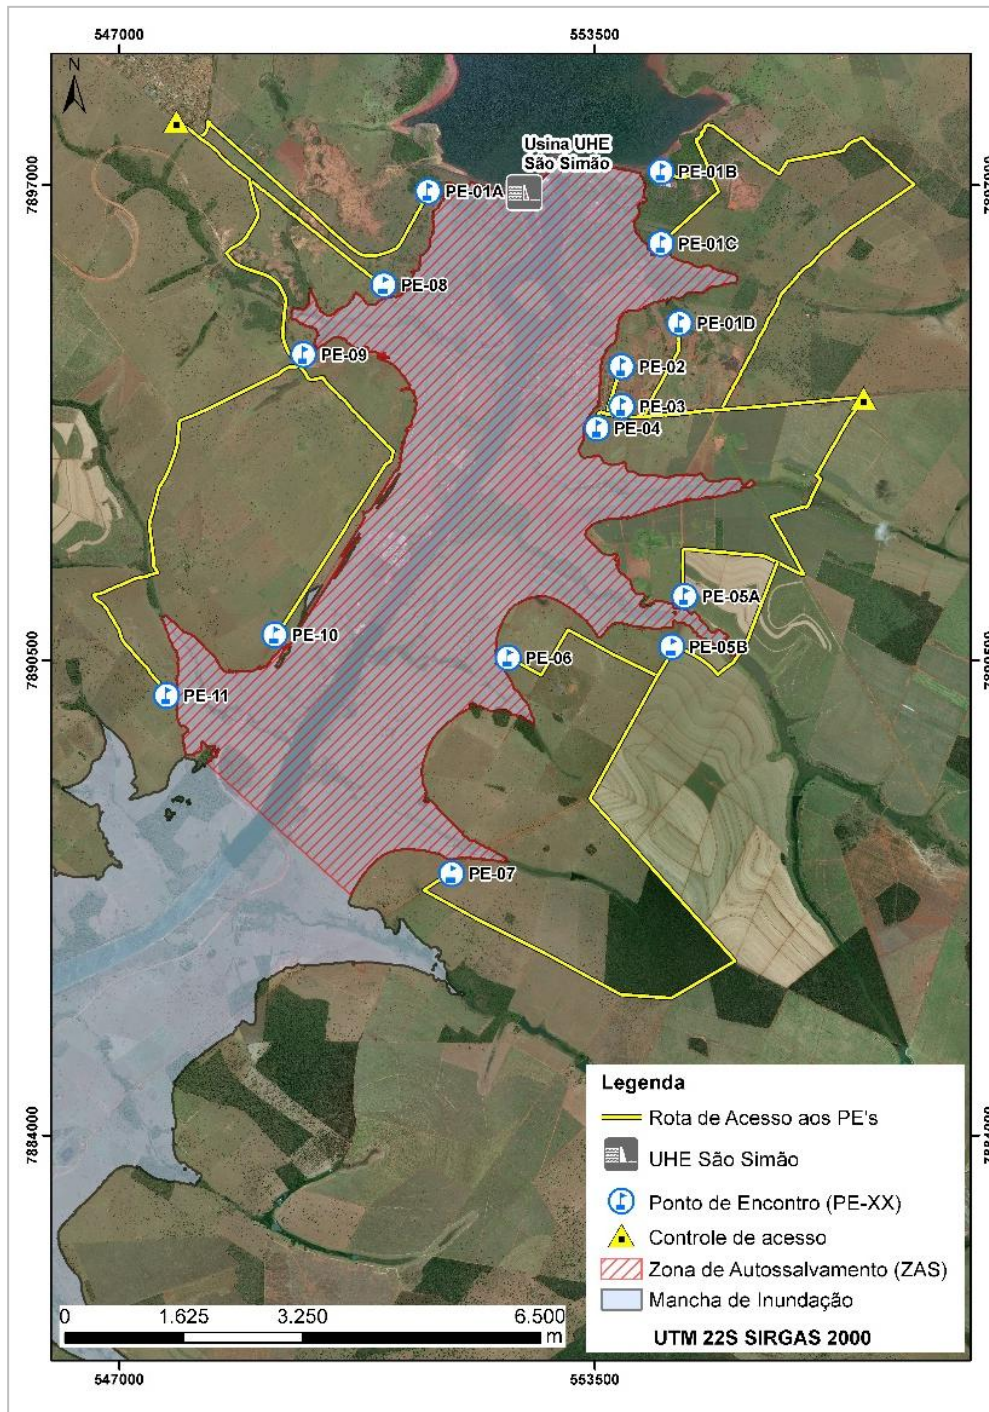 547000
553500
N
Usina UHE
São Simão
7897000
7897000
PE-01A
PE-01B
PE-01C
PE-08
PE-01D
PE-09
PE-02
PE-03
PE-04
PE-05A
PE-10
PE-05B
PE-06
7890500
7890500
PE-11
PE-07
Legenda
Rota de Acesso aos PE's
UHE São Simão
Ponto de Encontro (PE-XX)
Controle de acesso
Zona de Autossalvamento (ZAS)
Mancha de Inundação
UTM 22S SIRGAS 2000
7884000
7884000
0 1.625 3.250 6.500
m
547000
553500